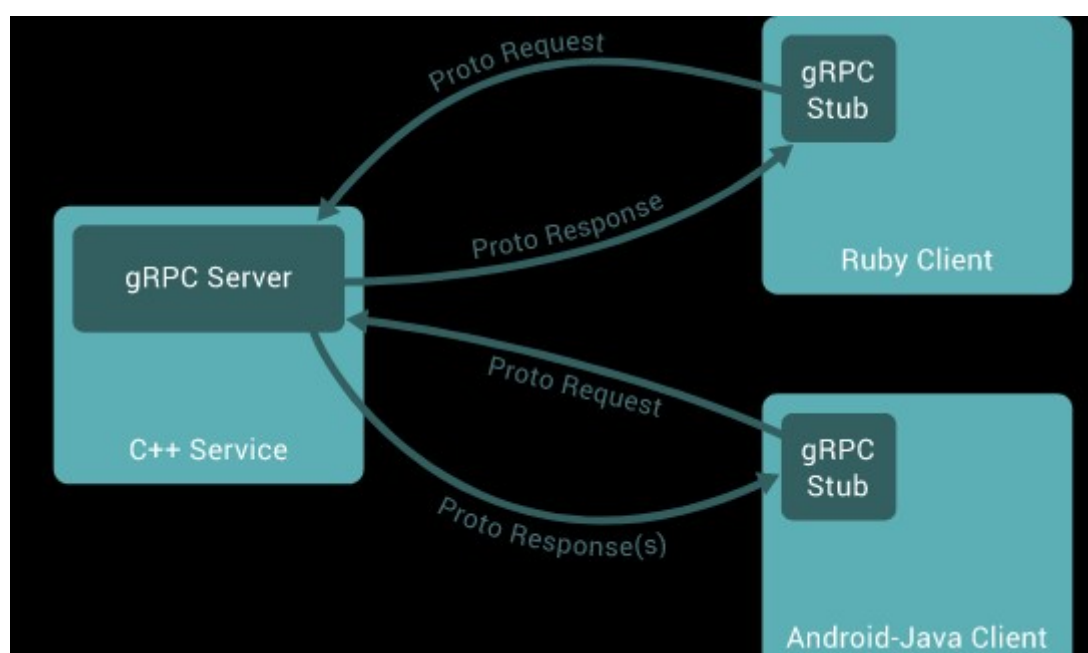 Proto Request
gRPC
Stub
Proto Response
Ruby Client
gRPC Server
C++ Service
Proto Request
gRPC
Stub
Proto Response(s)
Android-Java Client